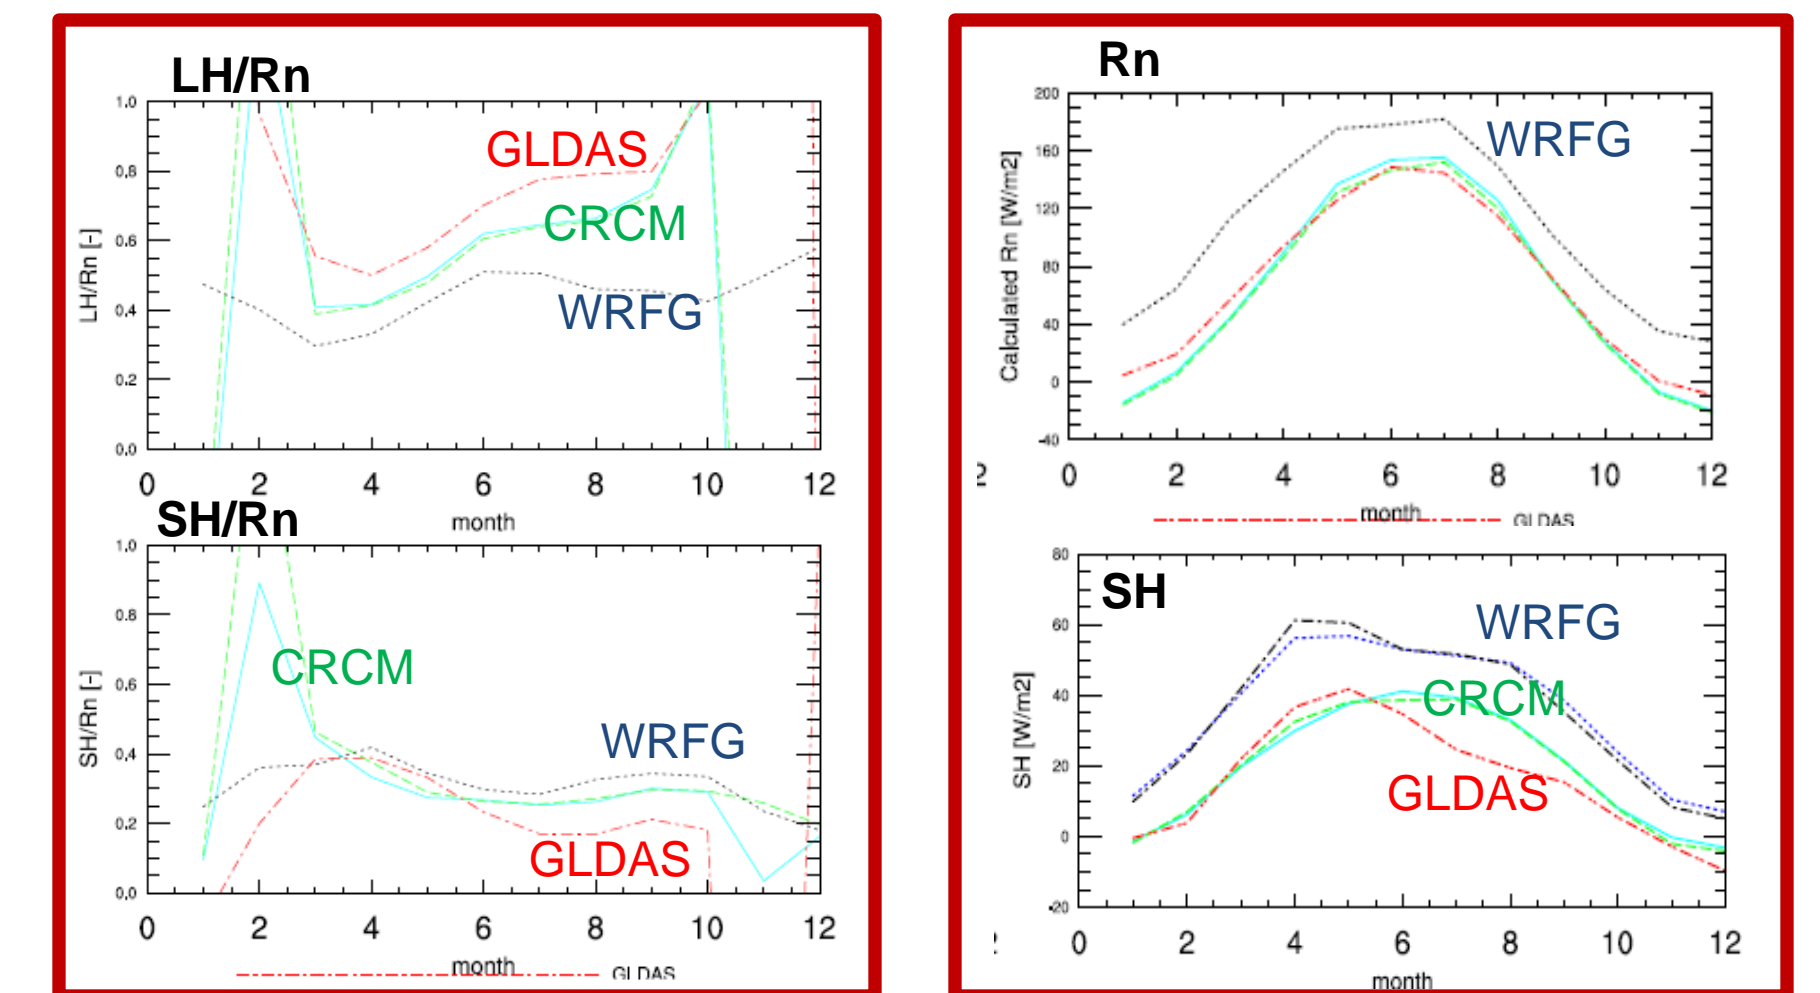 LH/Rn
1.0
0.8
0.6
0.4
0.2
0.0
LH/Rn [-]
GLDAS
CRCM
WRFG
0 2 4 6 8 10 12
month
SH/Rn
1.0
0.8
0.6
0.4
0.2
0.0
SH/Rn [-]
CRCM
WRFG
GLDAS
0 2 4 6 8 10 12
month
GLDAS
Rn
200
160
120
80
40
0
-40
Calculated Rn [W/m2]
WRFG
2 0 2 4 6 8 10 12
month
GLDAS
SH
80
60
40
20
0
-20
SH [W/m2]
WRFG
CRCM
GLDAS
0 2 4 6 8 10 12
month